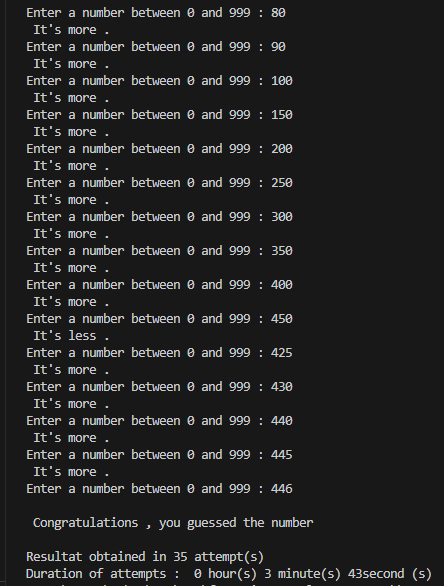 Enter a number between 0 and 999 : 80
It's more .
Enter a number between 0 and 999 : 90
It's more .
Enter a number between 0 and 999 : 100
It's more .
Enter a number between 0 and 999 : 150
It's more .
Enter a number between 0 and 999 : 200
It's more .
Enter a number between 0 and 999 : 250
It's more .
Enter a number between 0 and 999 : 300
It's more .
Enter a number between 0 and 999 : 350
It's more .
Enter a number between 0 and 999 : 400
It's more .
Enter a number between 0 and 999 : 450
It's less .
Enter a number between 0 and 999 : 425
It's more .
Enter a number between 0 and 999 : 430
It's more .
Enter a number between 0 and 999 : 440
It's more .
Enter a number between 0 and 999 : 445
It's more .
Enter a number between 0 and 999 : 446
Congratulations , you guessed the number
Resultat obtained in 35 attempt(s)
Duration of attempts :  0 hour(s) 3 minute(s) 43second (s)